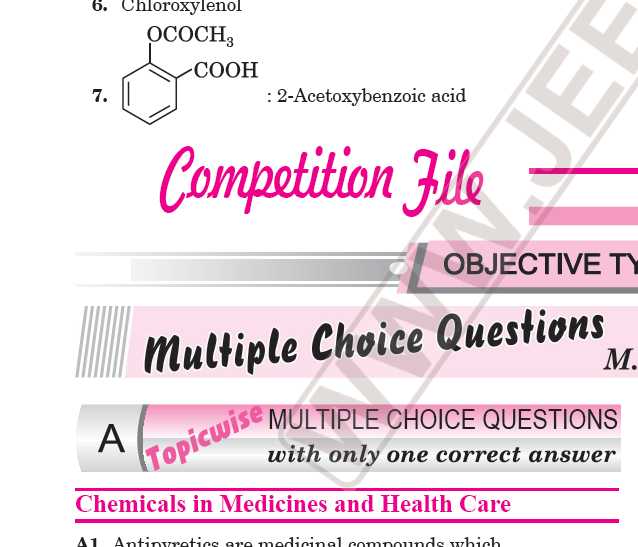 6. Chloroxylenol
OCOCH3
COOH
7. : 2-Acetoxybenzoic acid
Competition File
OBJECTIVE TY
Multiple Choice Questions
M.
A Topicwise MULTIPLE CHOICE QUESTIONS
with only one correct answer
Chemicals in Medicines and Health Care
A1. Antipyretics are medicinal compounds which
WWW.JEE